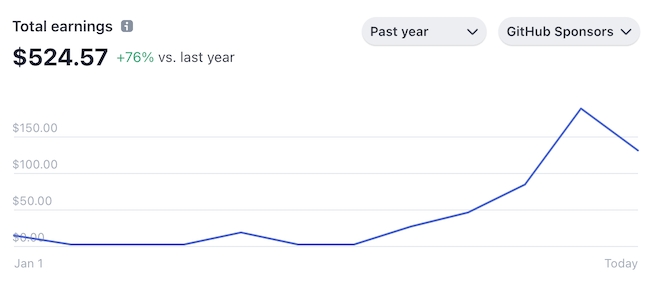 Total earnings
Past year
GitHub Sponsors
$524.57 +76% vs. last year
$150.00
$100.00
$50.00
$0.00
Jan 1
Today